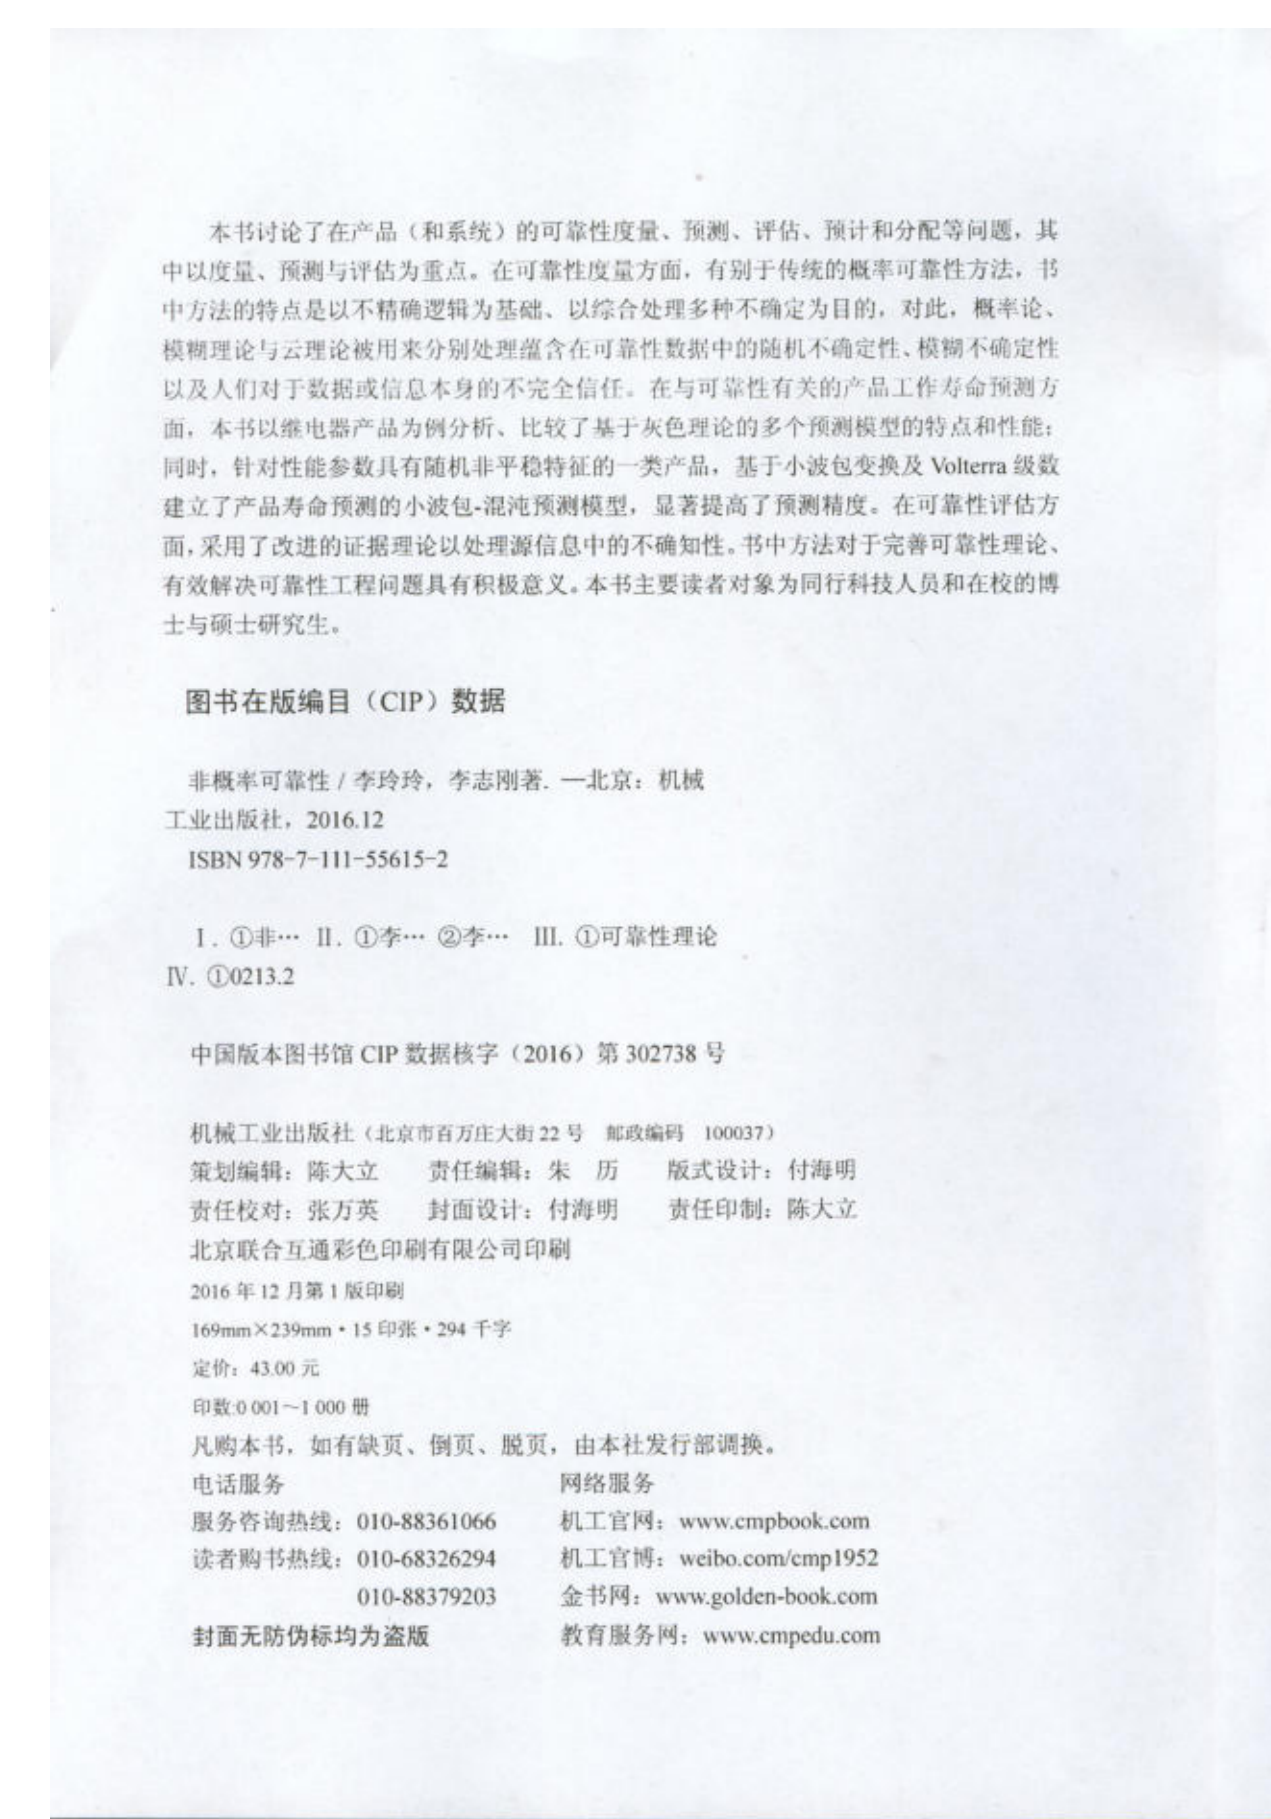 本书讨论了在产品（和系统）的可靠性度量、预测、评估、预计和分配等问题，其
中以度量、预测与评估为重点。在可靠性度量方面，有别于传统的概率可靠性方法，书
中方法的特点是以不精确逻辑为基础、以综合处理多种不确定为目的，对此，概率论、
模糊理论与云理论被用来分别处理蕴含在可靠性数据中的随机不确定性、模糊不确定性
以及人们对于数据或信息本身的不完全信任。在与可靠性有关的产品工作寿命预测方
面，本书以继电器产品为例分析、比较了基于灰色理论的多个预测模型的特点和性能；
同时，针对性能参数具有随机非平稳特征的一类产品，基于小波包变换及 Volterra 级数
建立了产品寿命预测的小波包-混沌预测模型，显著提高了预测精度。在可靠性评估方
面，采用了改进的证据理论以处理源信息中的不确知性。书中方法对于完善可靠性理论、
有效解决可靠性工程问题具有积极意义。本书主要读者对象为同行科技人员和在校的博
士与硕士研究生。
图书在版编目（CIP）数据
非概率可靠性 / 李玲玲，李志刚著. —北京：机械
工业出版社，2016.12
ISBN 978-7-111-55615-2
Ⅰ. ①非… Ⅱ. ①李… ②李… Ⅲ. ①可靠性理论
Ⅳ. ①0213.2
中国版本图书馆 CIP 数据核字（2016）第 302738 号
机械工业出版社（北京市百万庄大街 22 号 邮政编码 100037）
策划编辑：陈大立 责任编辑：朱 历 版式设计：付海明
责任校对：张万英 封面设计：付海明 责任印制：陈大立
北京联合互通彩色印刷有限公司印刷
2016 年 12 月第 1 版印刷
169mm×239mm·15 印张·294 千字
定价：43.00 元
印数:0 001～1 000 册
凡购本书，如有缺页、倒页、脱页，由本社发行部调换。
电话服务 网络服务
服务咨询热线：010-88361066 机工官网：www.cmpbook.com
读者购书热线：010-68326294 机工官博：weibo.com/cmp1952
010-88379203 金书网：www.golden-book.com
封面无防伪标均为盗版 教育服务网：www.cmpedu.com